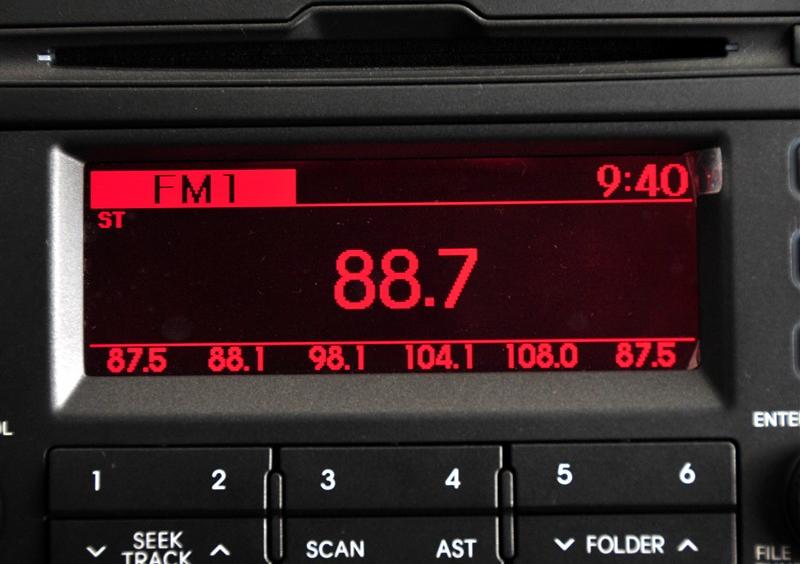 FM1 9:40
ST
88.7
87.5 88.1 98.1 104.1 108.0 87.5
1 2 3 4 5 6
SEEK
TRACK SCAN AST FOLDER
FILE